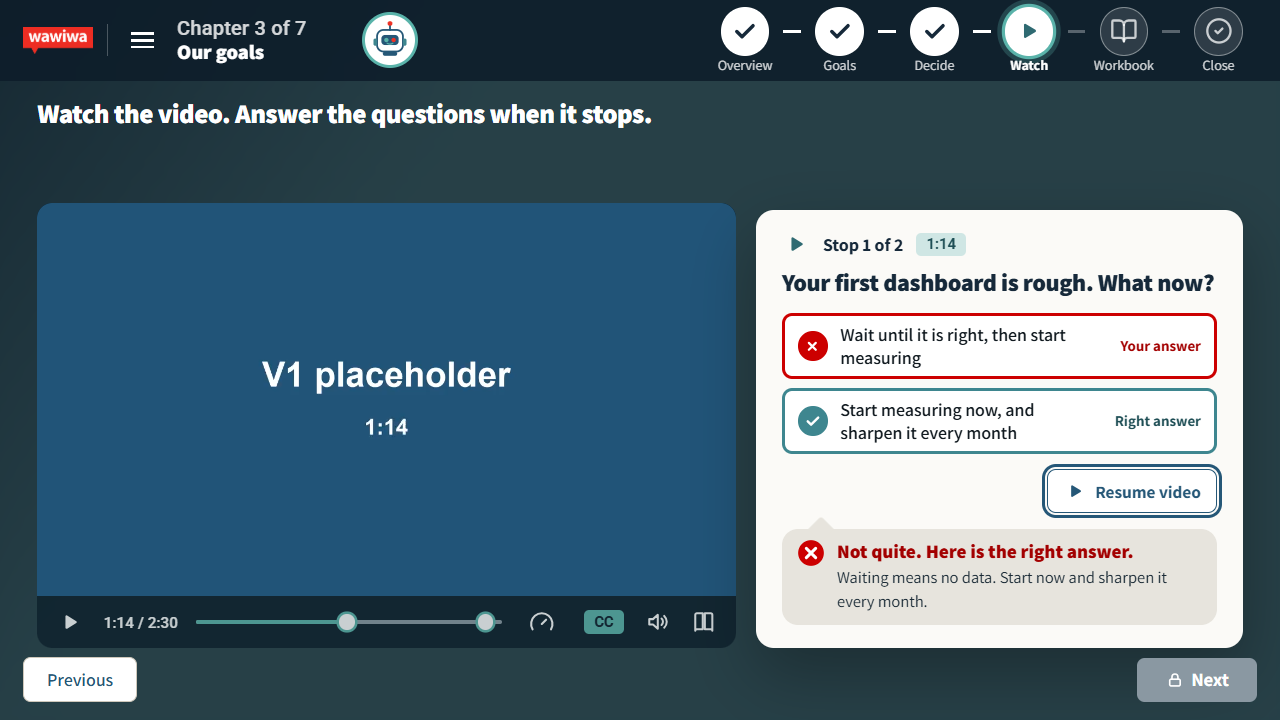 wawiwa
Chapter 3 of 7
Our goals
Overview
Goals
Decide
Watch
Workbook
Close
Watch the video. Answer the questions when it stops.
V1 placeholder
1:14
1:14 / 2:30
CC
Stop 1 of 2
1:14
Your first dashboard is rough. What now?
Wait until it is right, then start
measuring
Your answer
Start measuring now, and
sharpen it every month
Right answer
Resume video
Not quite. Here is the right answer.
Waiting means no data. Start now and sharpen it
every month.
Previous
Next